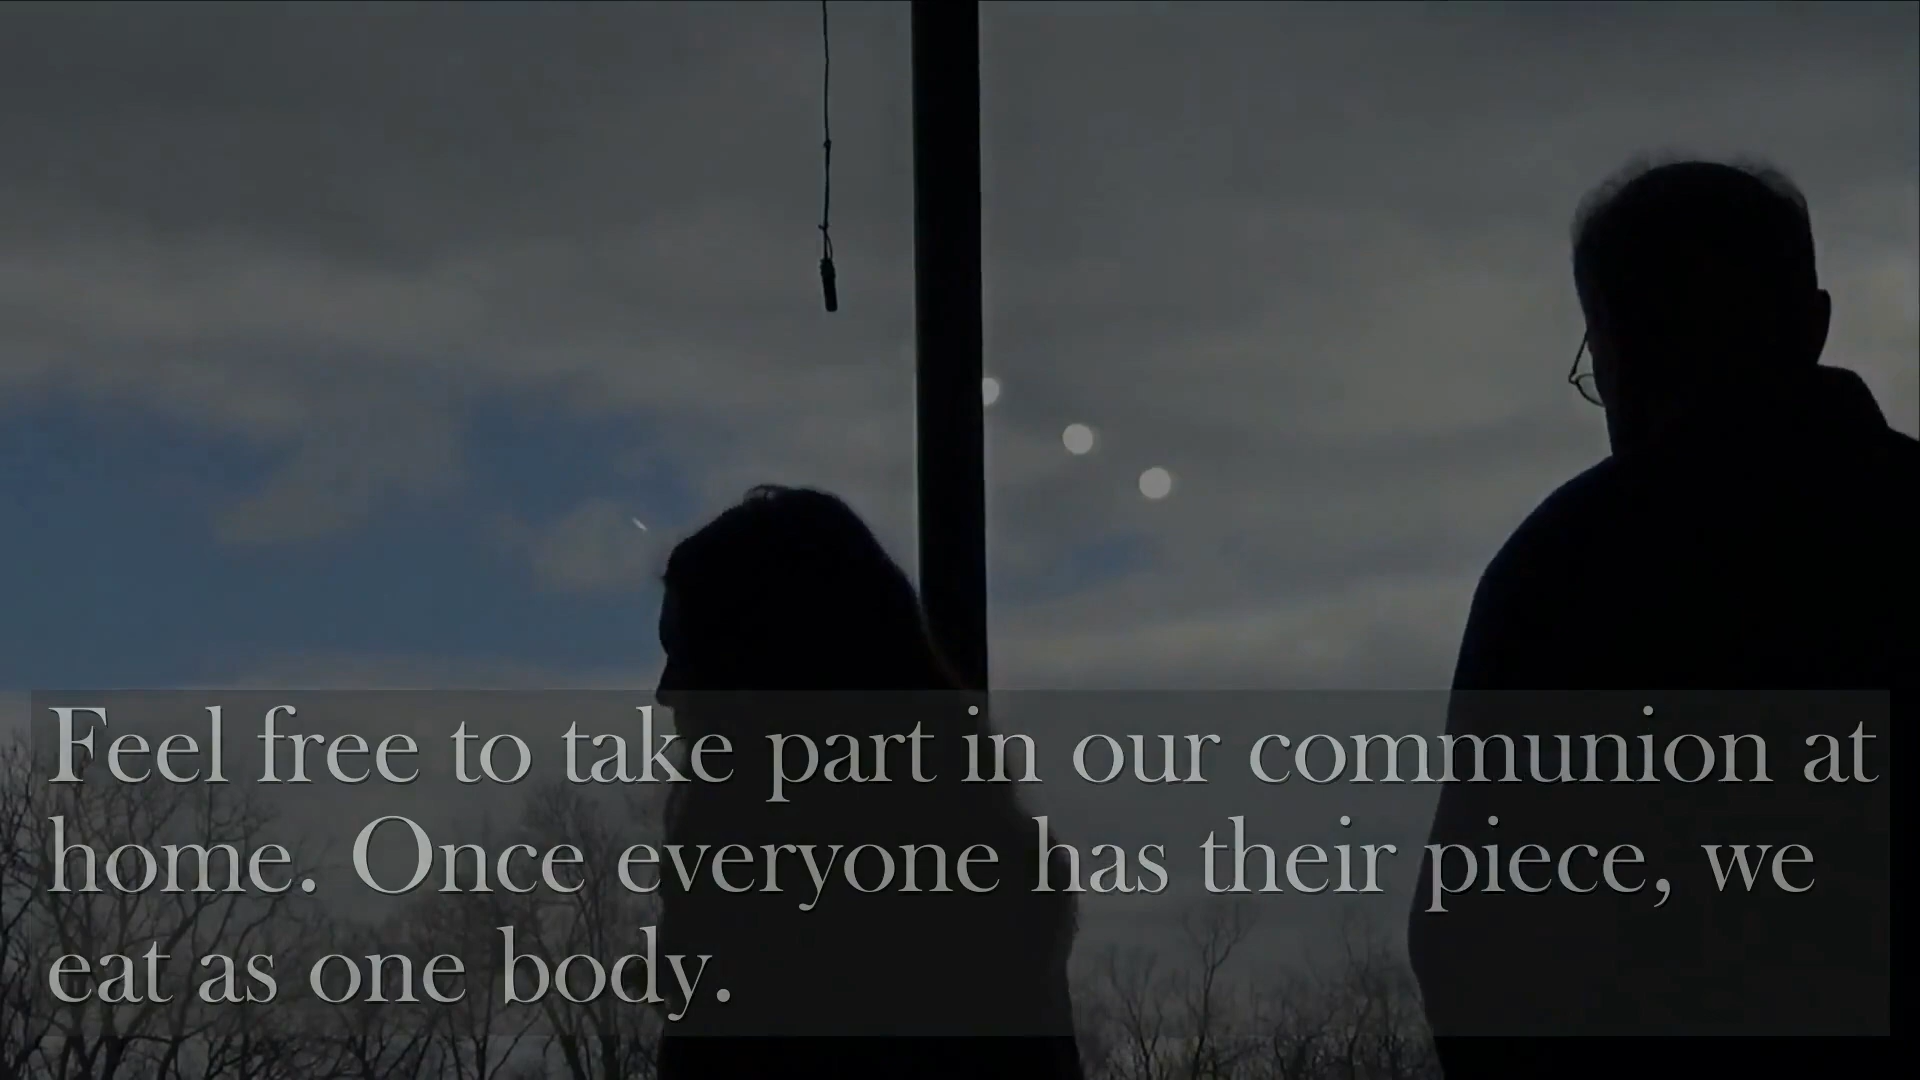 Feel free to take part in our communion at
home. Once everyone has their piece, we
eat as one body.